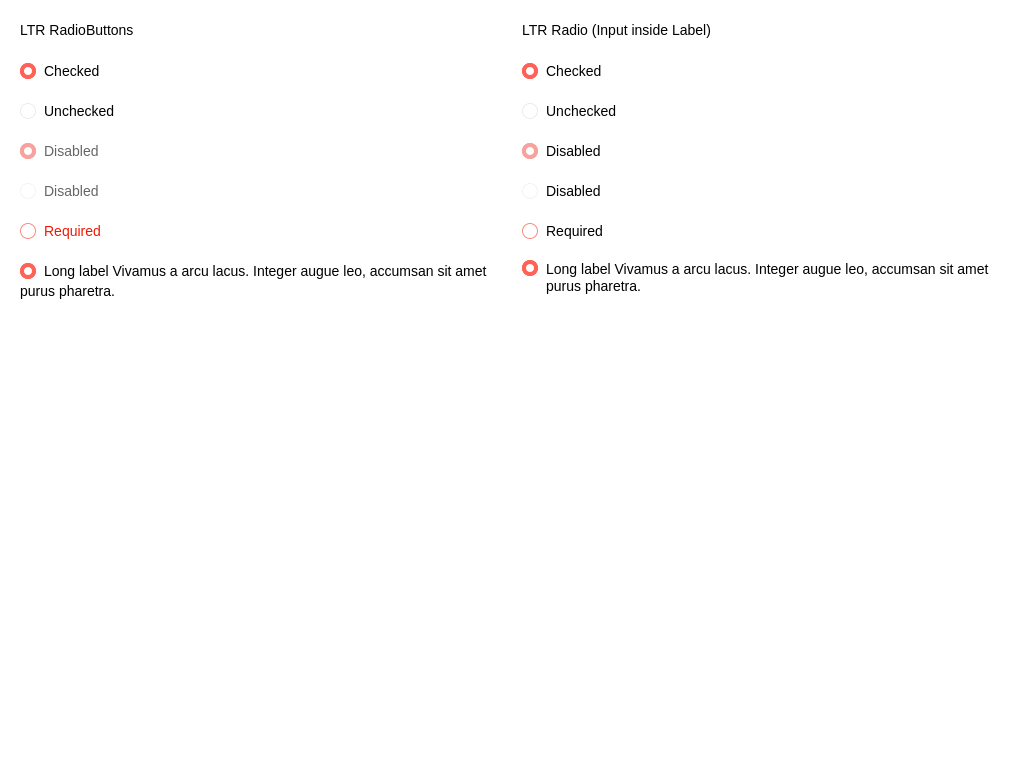 LTR RadioButtons
Checked
Unchecked
Disabled
Disabled
Required
Long label Vivamus a arcu lacus. Integer augue leo, accumsan sit amet
purus pharetra.
LTR Radio (Input inside Label)
Checked
Unchecked
Disabled
Disabled
Required
Long label Vivamus a arcu lacus. Integer augue leo, accumsan sit amet
purus pharetra.